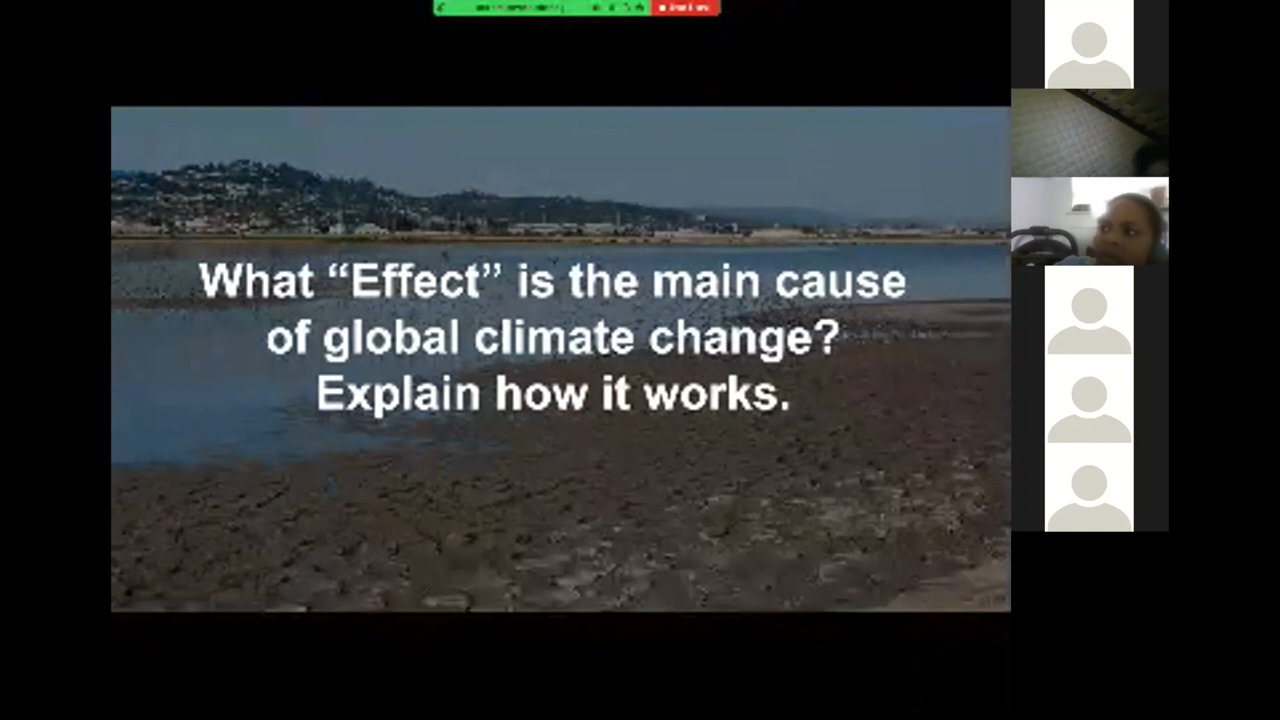 What “Effect” is the main cause
of global climate change?
Explain how it works.